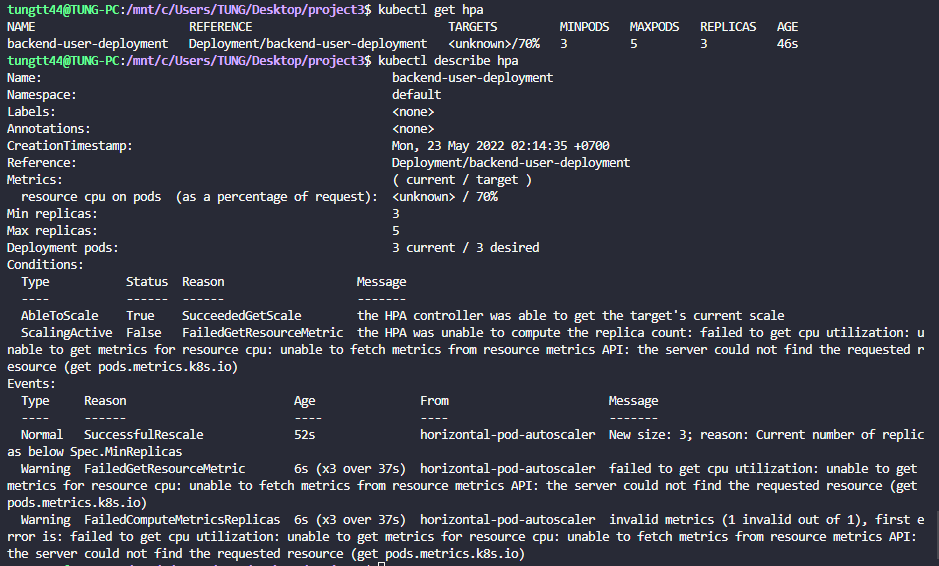 tungtt44@TUNG-PC:/mnt/c/Users/TUNG/Desktop/project3$ kubectl get hpa
NAME                      REFERENCE                            TARGETS         MINPODS   MAXPODS   REPLICAS   AGE
backend-user-deployment   Deployment/backend-user-deployment   <unknown>/70%   3         5         3          46s
tungtt44@TUNG-PC:/mnt/c/Users/TUNG/Desktop/project3$ kubectl describe hpa
Name:                                                  backend-user-deployment
Namespace:                                             default
Labels:                                                <none>
Annotations:                                           <none>
CreationTimestamp:                                     Mon, 23 May 2022 02:14:35 +0700
Reference:                                             Deployment/backend-user-deployment
Metrics:                                               ( current / target )
  resource cpu on pods  (as a percentage of request):  <unknown> / 70%
Min replicas:                                          3
Max replicas:                                          5
Deployment pods:                                       3 current / 3 desired
Conditions:
  Type           Status  Reason                   Message
  ----           ------  ------                   -------
  AbleToScale    True    SucceededGetScale        the HPA controller was able to get the target's current scale
  ScalingActive  False   FailedGetResourceMetric  the HPA was unable to compute the replica count: failed to get cpu utilization: u
nable to get metrics for resource cpu: unable to fetch metrics from resource metrics API: the server could not find the requested r
esource (get pods.metrics.k8s.io)
Events:
  Type     Reason                        Age               From                       Message
  ----     ------                        ----              ----                       -------
  Normal   SuccessfulRescale             52s               horizontal-pod-autoscaler  New size: 3; reason: Current number of replic
as below Spec.MinReplicas
  Warning  FailedGetResourceMetric       6s (x3 over 37s)  horizontal-pod-autoscaler  failed to get cpu utilization: unable to get
metrics for resource cpu: unable to fetch metrics from resource metrics API: the server could not find the requested resource (get
pods.metrics.k8s.io)
  Warning  FailedComputeMetricsReplicas  6s (x3 over 37s)  horizontal-pod-autoscaler  invalid metrics (1 invalid out of 1), first e
rror is: failed to get cpu utilization: unable to get metrics for resource cpu: unable to fetch metrics from resource metrics API:
the server could not find the requested resource (get pods.metrics.k8s.io)